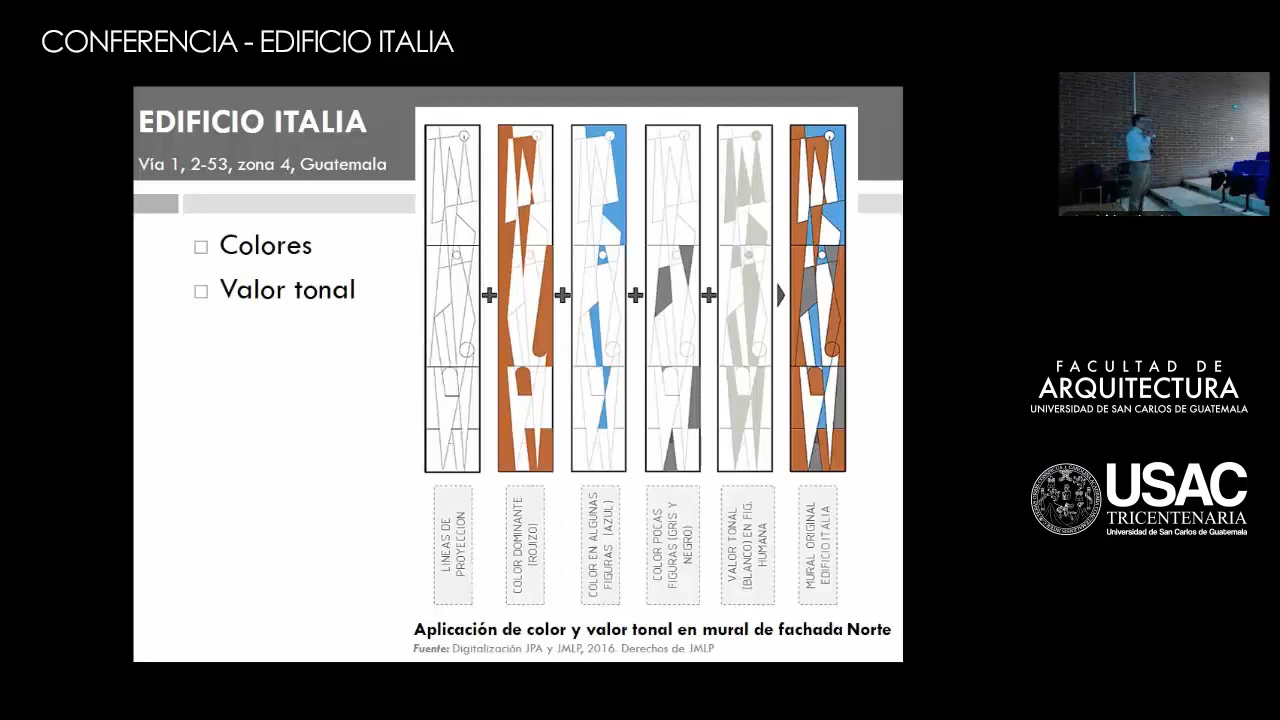 CONFERENCIA - EDIFICIO ITALIA
EDIFICIO ITALIA
Vía 1, 2-53, zona 4, Guatemala
Colores
Valor tonal
LINEAS DE
PROYECCION
COLOR DOMINANTE
(ROJIZO)
COLOR EN ALGUNAS
FIGURAS (AZUL)
COLOR POCAS
FIGURAS (GRIS Y
NEGRO)
VALOR TONAL
(BLANCO) EN FIG.
HUMANA
MURAL ORIGINAL
EDIFICIO ITALIA
Aplicación de color y valor tonal en mural de fachada Norte
Fuente: Digitalización JPA y JMLP, 2016. Derechos de JMLP
FACULTAD DE
ARQUITECTURA
UNIVERSIDAD DE SAN CARLOS DE GUATEMALA
USAC
TRICENTENARIA
Universidad de San Carlos de Guatemala